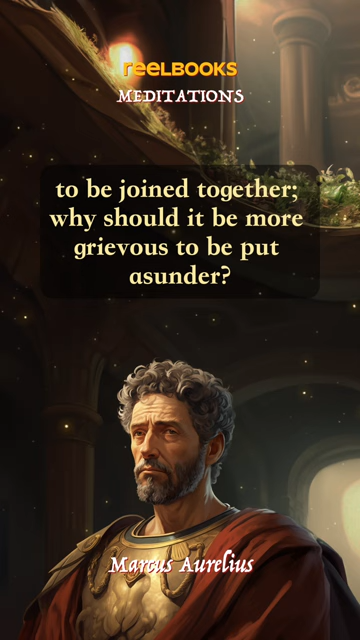 reelBOOKS
MEDITATIONS
to be joined together;
why should it be more
grievous to be put
asunder?
Marcus Aurelius